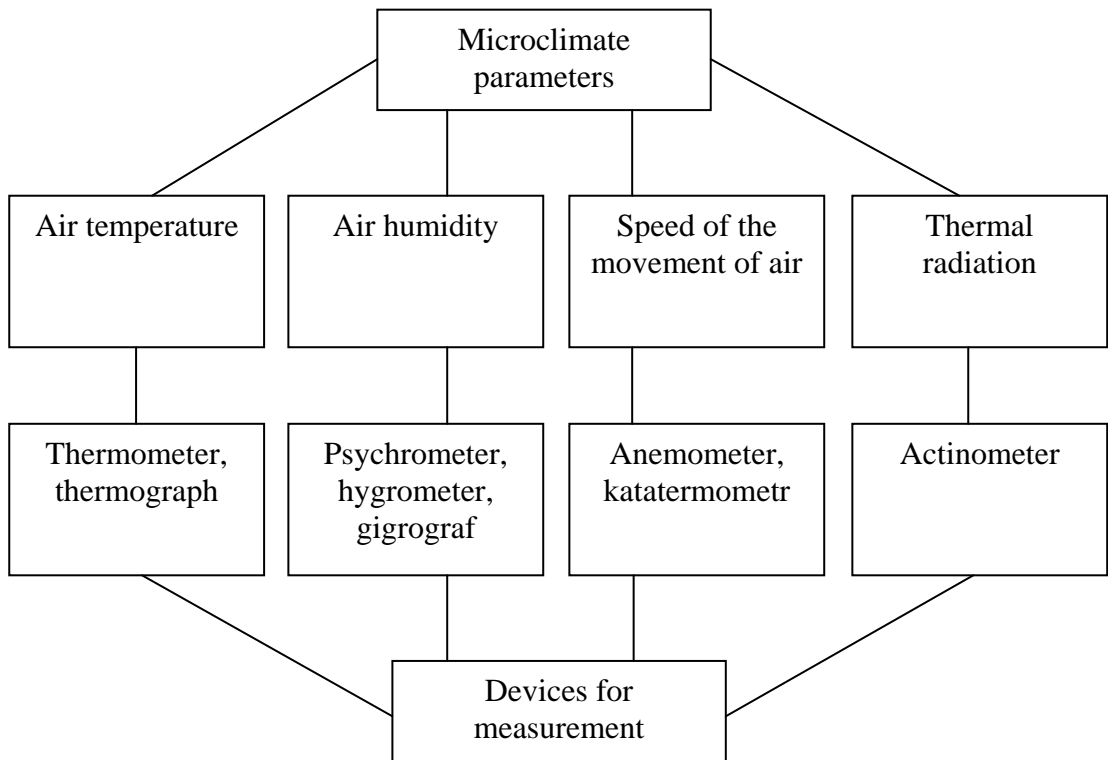 Microclimate
parameters
Air temperature
Air humidity
Speed of the
movement of air
Thermal
radiation
Thermometer,
thermograph
Psychrometer,
hygrometer,
gigrograf
Anemometer,
katatermometr
Actinometer
Devices for
measurement